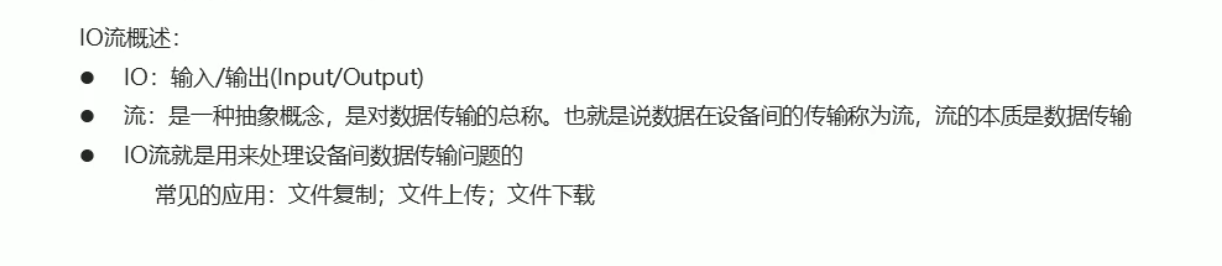 IO流概述：
● IO：输入/输出(Input/Output)
● 流：是一种抽象概念，是对数据传输的总称。也就是说数据在设备间的传输称为流，流的本质是数据传输
● IO流就是用来处理设备间数据传输问题的
常见的应用：文件复制；文件上传；文件下载